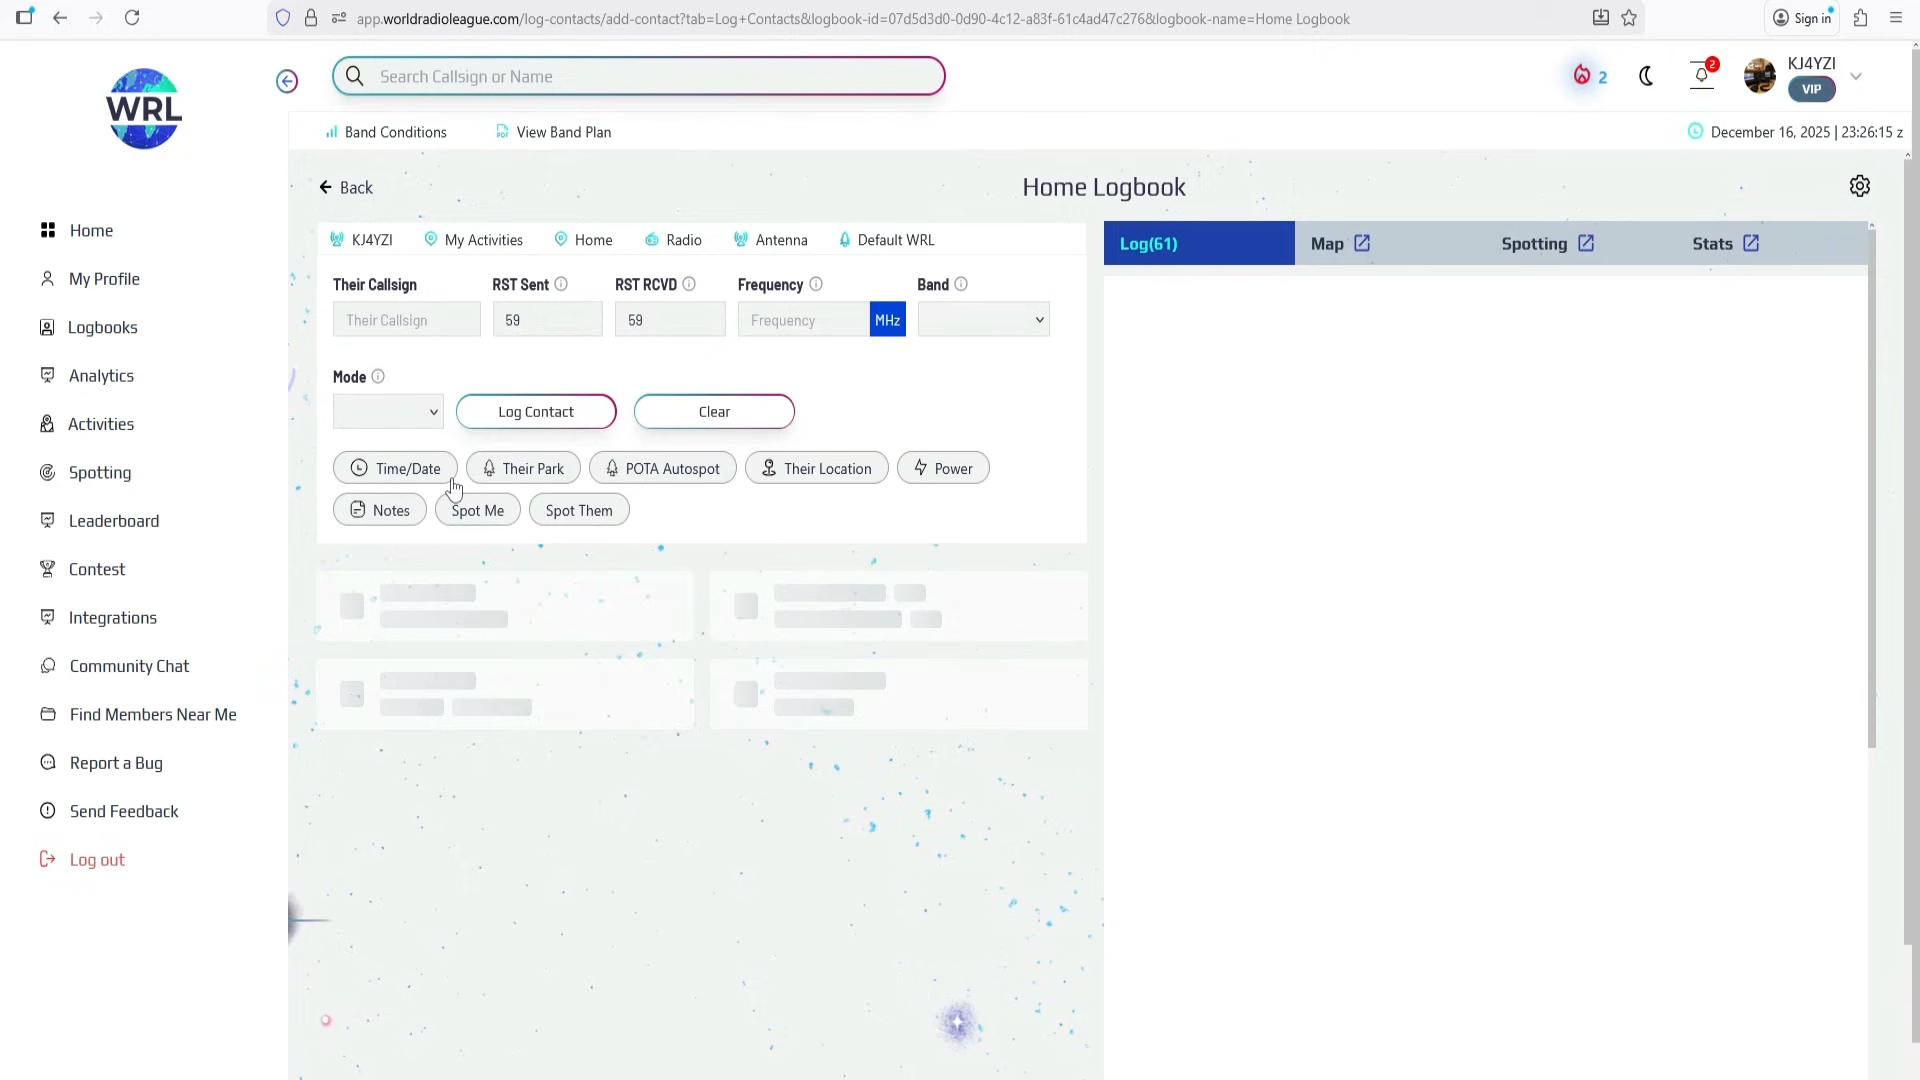 app.worldradioleague.com/log-contacts/add-contact?tab=Log+Contacts&logbook-id=07d5d3d0-0d90-4c12-a83f-61c4ad47c276&logbook-name=Home Logbook
Sign in
WRL
Search Callsign or Name
2
2
KJ4YZI
VIP
Band Conditions
View Band Plan
December 16, 2025 | 23:26:15 z
Back
Home Logbook
Home
My Profile
Logbooks
Analytics
Activities
Spotting
Leaderboard
Contest
Integrations
Community Chat
Find Members Near Me
Report a Bug
Send Feedback
Log out
KJ4YZI
My Activities
Home
Radio
Antenna
Default WRL
Their Callsign
RST Sent
RST RCVD
Frequency
Band
Their Callsign
59
59
Frequency
MHz
Mode
Log Contact
Clear
Time/Date
Their Park
POTA Autospot
Their Location
Power
Notes
Spot Me
Spot Them
Log(61)
Map
Spotting
Stats